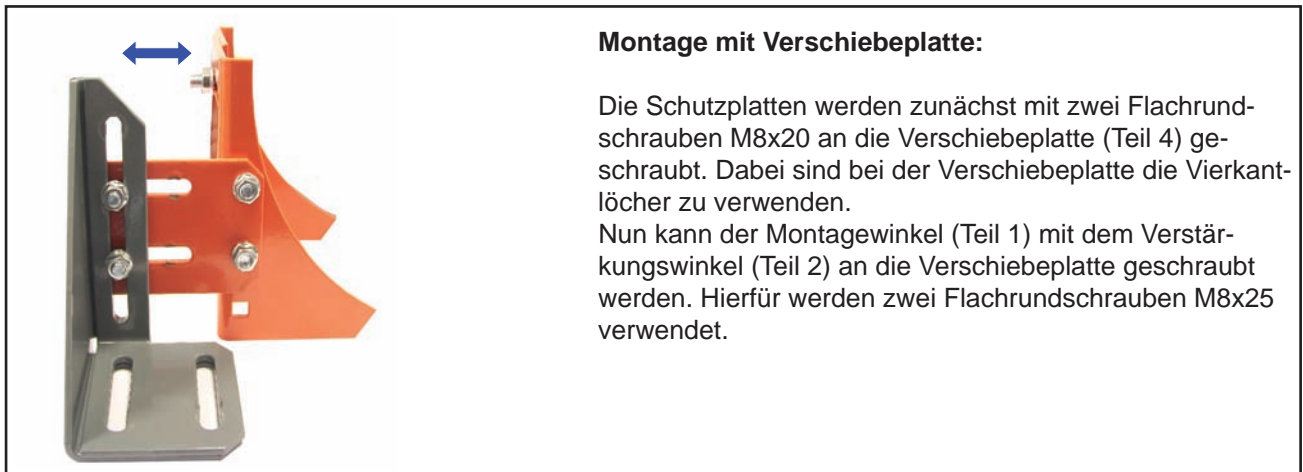 Montage mit Verschiebeplatte:
Die Schutzplatten werden zunächst mit zwei Flachrund-
schrauben M8x20 an die Verschiebeplatte (Teil 4) ge-
schraubt. Dabei sind bei der Verschiebeplatte die Vierkant-
löcher zu verwenden.
Nun kann der Montagewinkel (Teil 1) mit dem Verstär-
kungswinkel (Teil 2) an die Verschiebeplatte geschraubt
werden. Hierfür werden zwei Flachrundschrauben M8x25
verwendet.